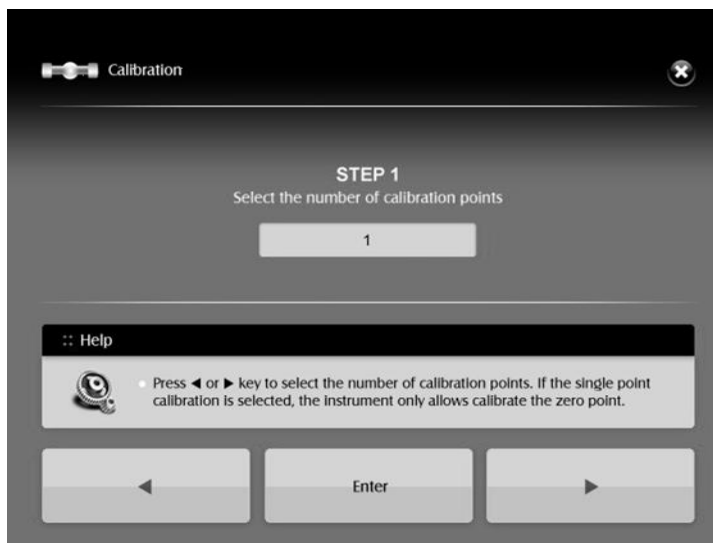 Calibration
STEP 1
Select the number of calibration points
1
:: Help
Press ◄ or ► key to select the number of calibration points. If the single point
calibration is selected, the instrument only allows calibrate the zero point.
◄
Enter
►